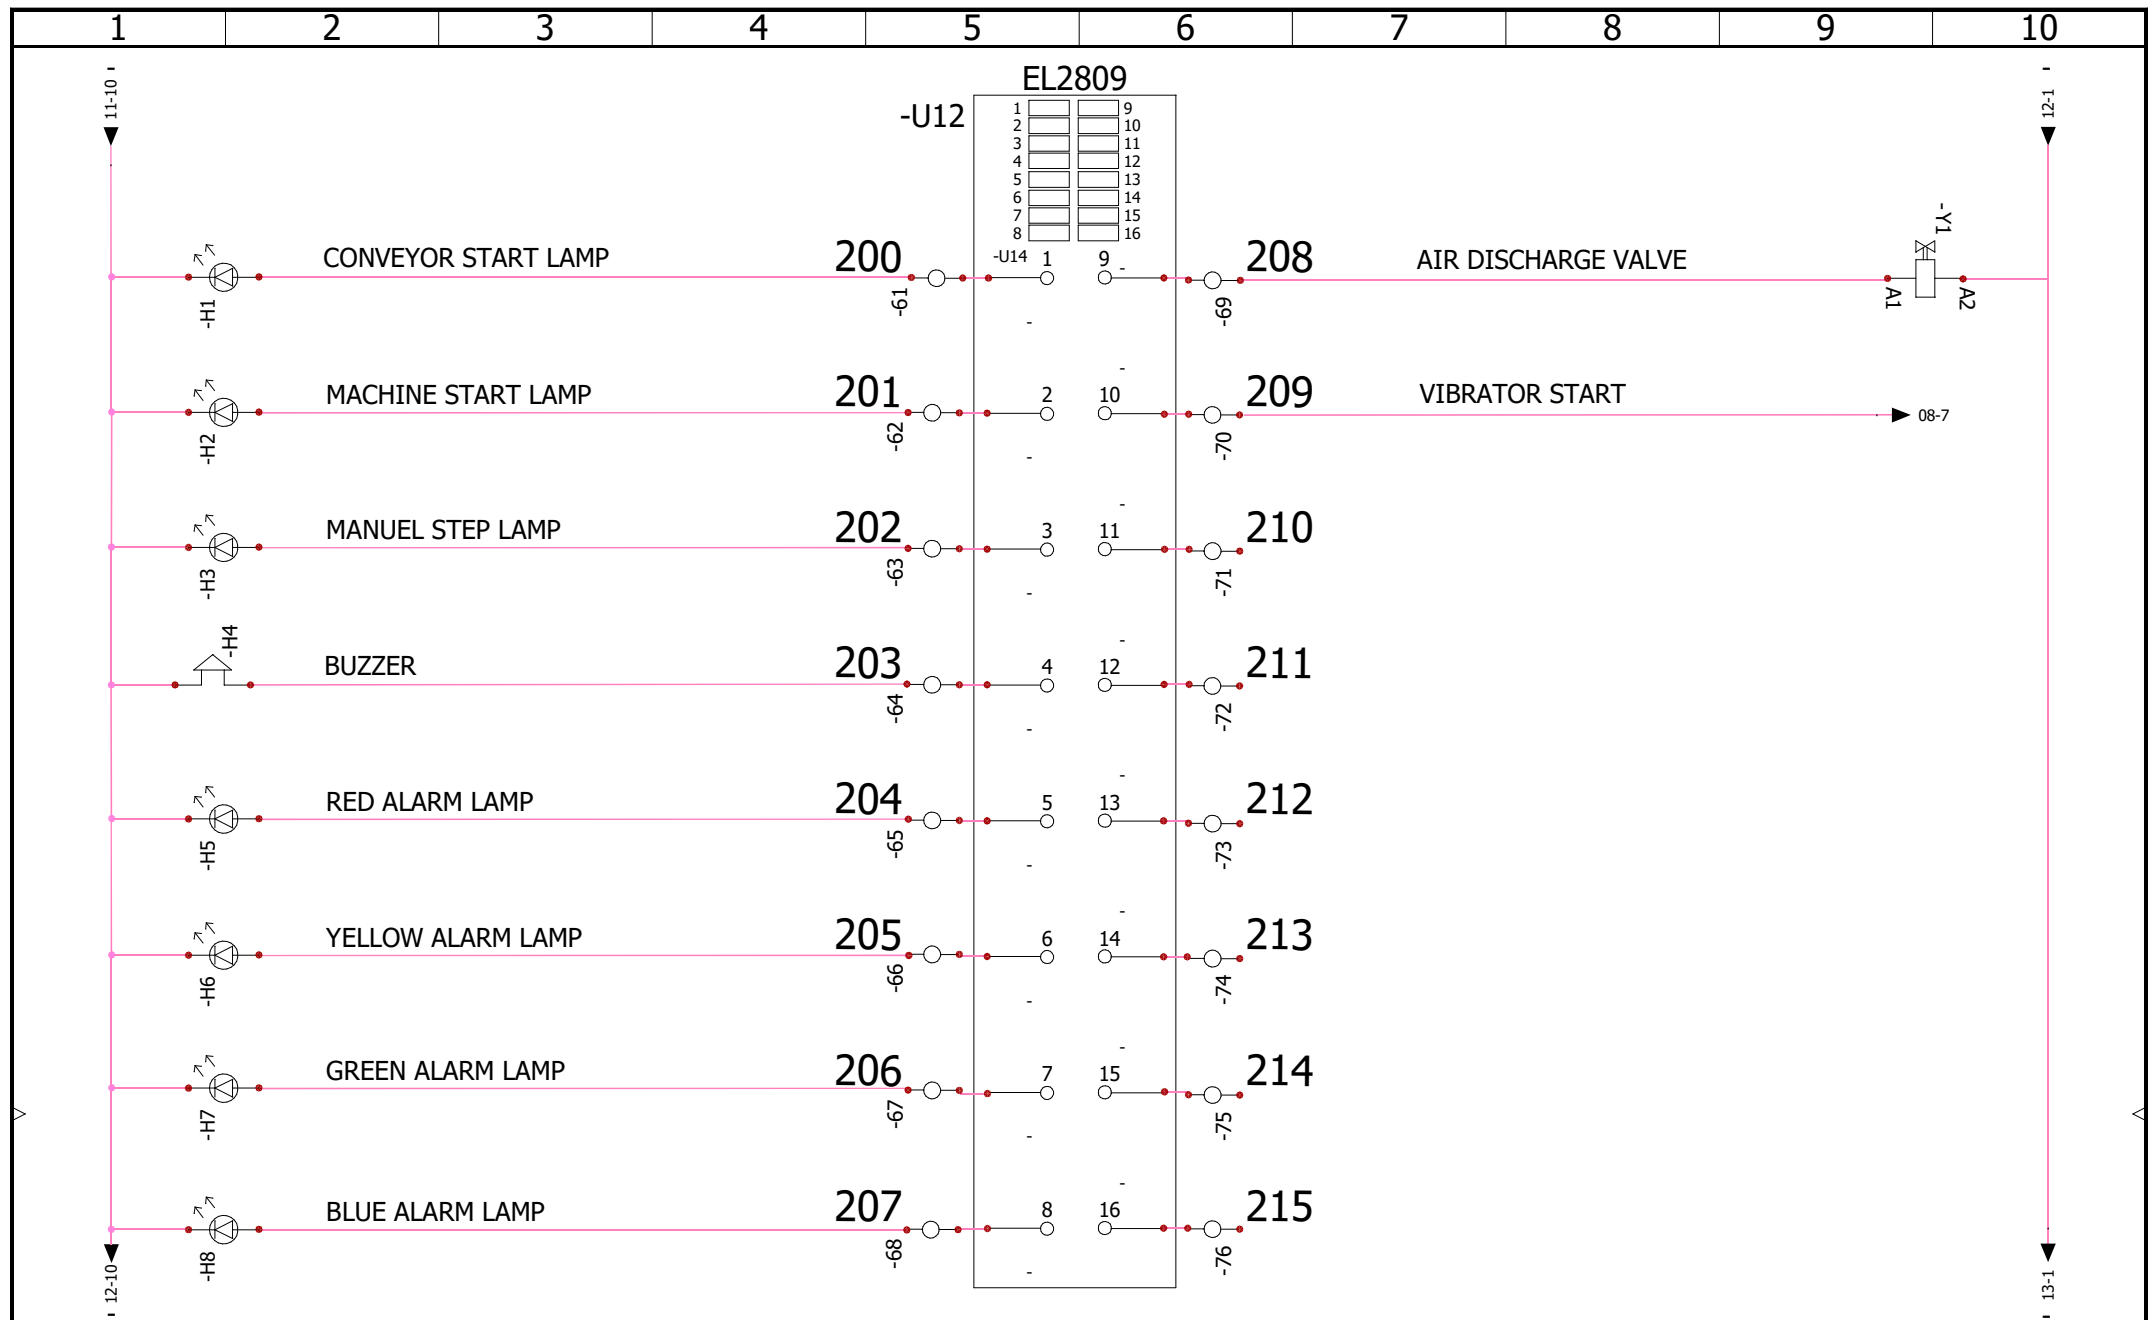 1 2 3 4 5 6 7 8 9 10
- 11-10
EL2809
- 12-1
-U12
1 9
2 10
3 11
4 12
5 13
6 14
7 15
8 16
-H1 CONVEYOR START LAMP 200 -61 -U14 1 9 - 208 -69 AIR DISCHARGE VALVE A1 -Y1 A2
-
-H2 MACHINE START LAMP 201 -62 2 10 - 209 -70 VIBRATOR START 08-7
-
-H3 MANUEL STEP LAMP 202 -63 3 11 - 210 -71
-
-H4 BUZZER 203 -64 4 12 - 211 -72
-
-H5 RED ALARM LAMP 204 -65 5 13 - 212 -73
-
-H6 YELLOW ALARM LAMP 205 -66 6 14 - 213 -74
-
-H7 GREEN ALARM LAMP 206 -67 7 15 - 214 -75
-
-H8 BLUE ALARM LAMP 207 -68 8 16 - 215 -76
-
- 12-10
- 13-1